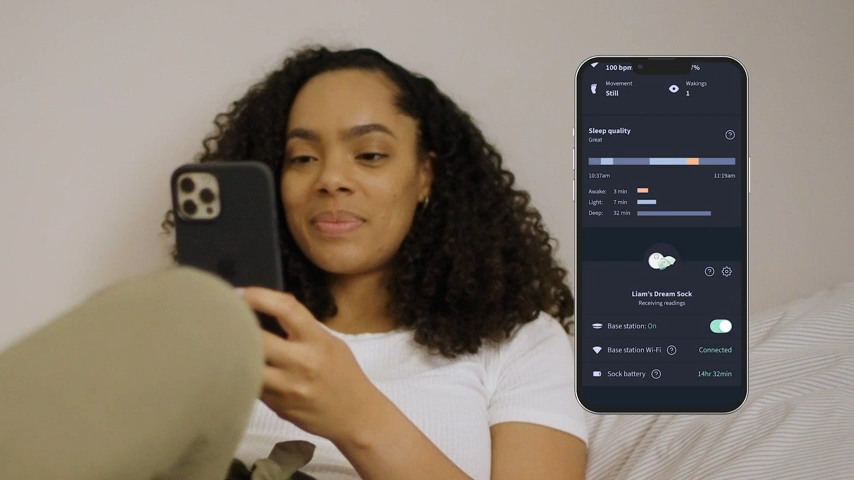 100 bpm
Movement
Still
Wakings
1
Sleep quality
Great
10:37am 11:19am
Awake: 3 min
Light: 7 min
Deep: 32 min
Liam's Dream Sock
Receiving readings
Base station: On
Base station Wi-Fi Connected
Sock battery 14hr 32min